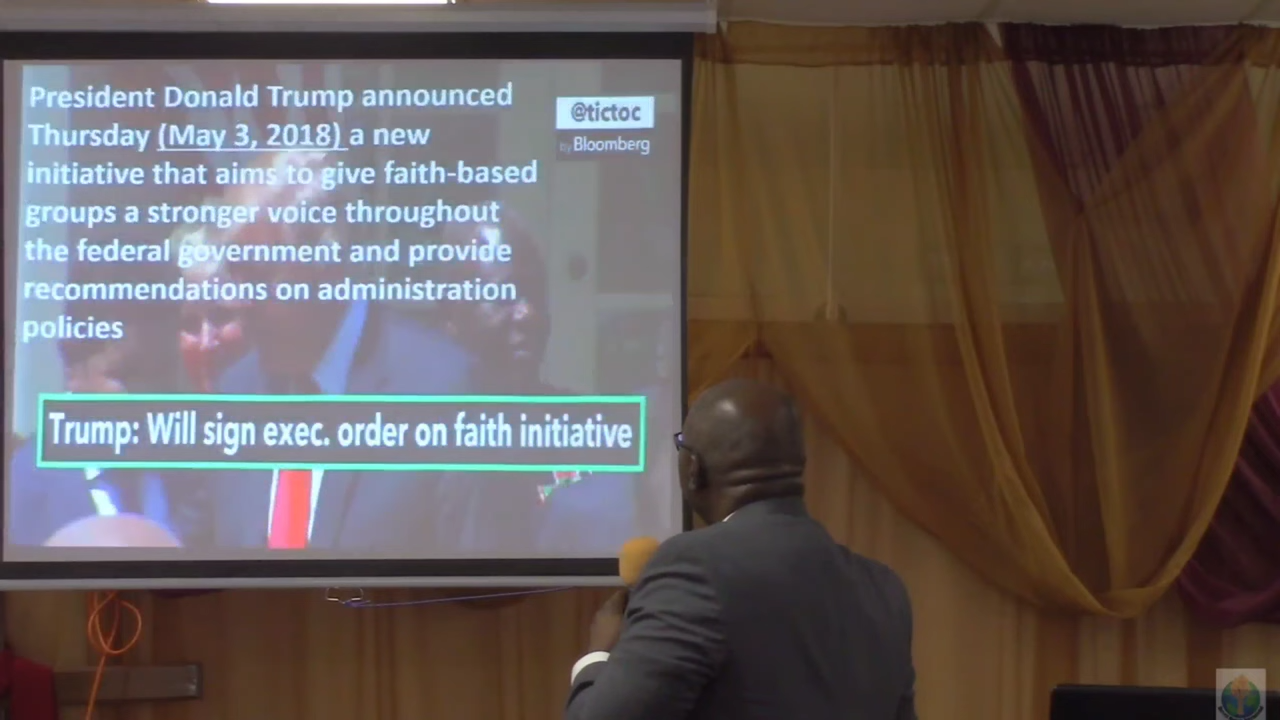 President Donald Trump announced
Thursday (May 3, 2018) a new
initiative that aims to give faith-based
groups a stronger voice throughout
the federal government and provide
recommendations on administration
policies
@tictoc
by Bloomberg
Trump: Will sign exec. order on faith initiative